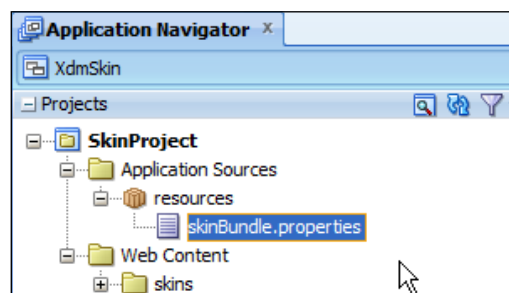 Application Navigator
XdmSkin
Projects
SkinProject
Application Sources
resources
skinBundle.properties
Web Content
skins